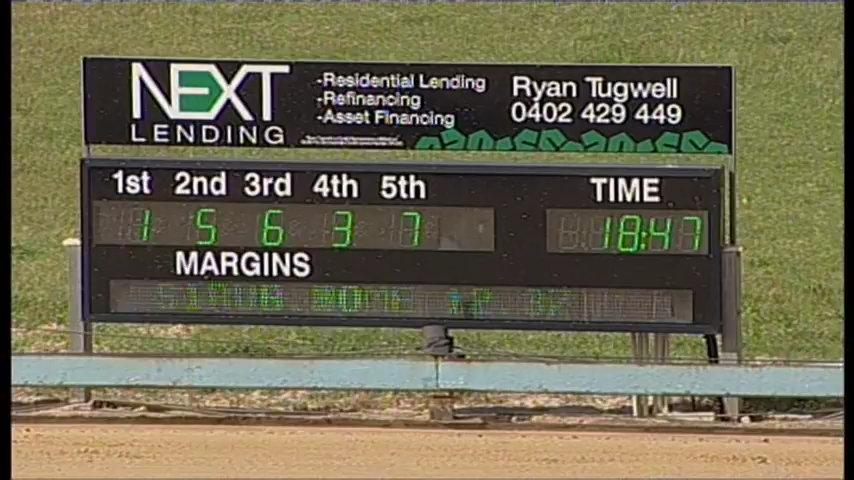 NEXT
LENDING
-Residential Lending
-Refinancing
-Asset Financing
Ryan Tugwell
0402 429 449
1st 2nd 3rd 4th 5th TIME
1 5 6 3 7 18:47
MARGINS